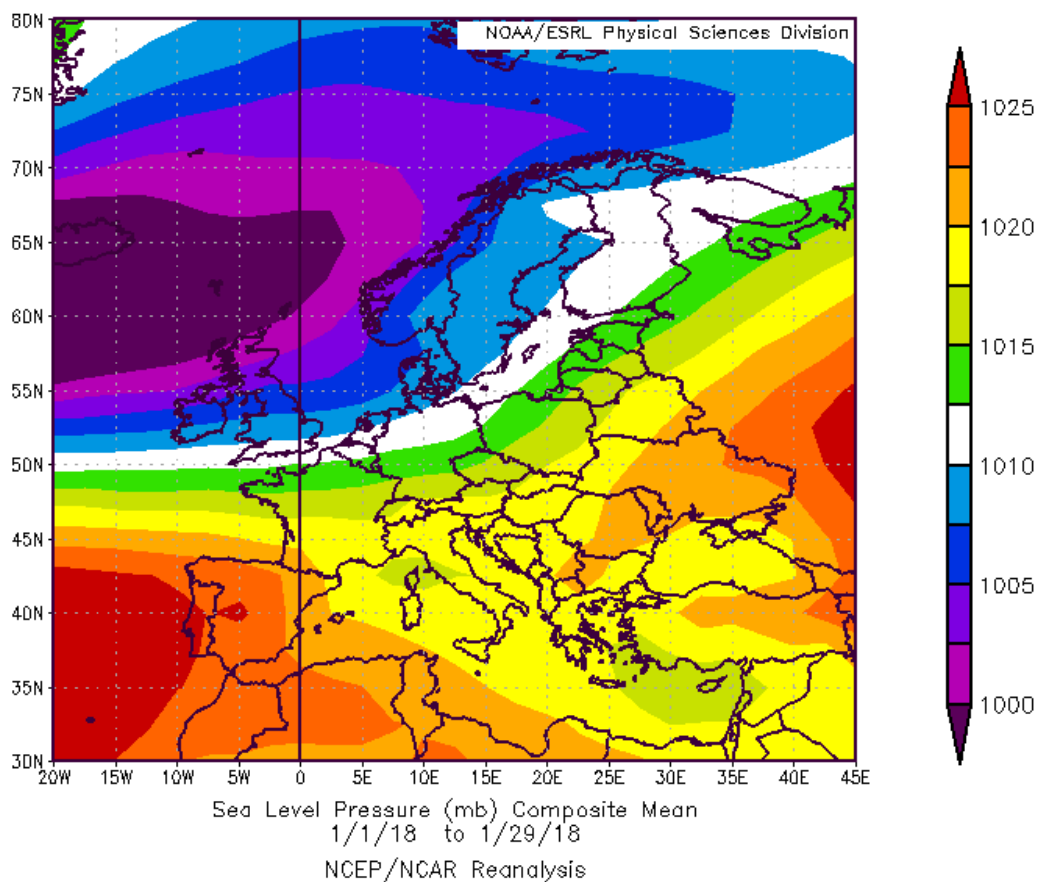 NOAA/ESRL Physical Sciences Division
80N
75N
70N
65N
60N
55N
50N
45N
40N
35N
30N
20W 15W 10W 5W 0 5E 10E 15E 20E 25E 30E 35E 40E 45E
1025
1020
1015
1010
1005
1000
Sea Level Pressure (mb) Composite Mean
1/1/18 to 1/29/18
NCEP/NCAR Reanalysis